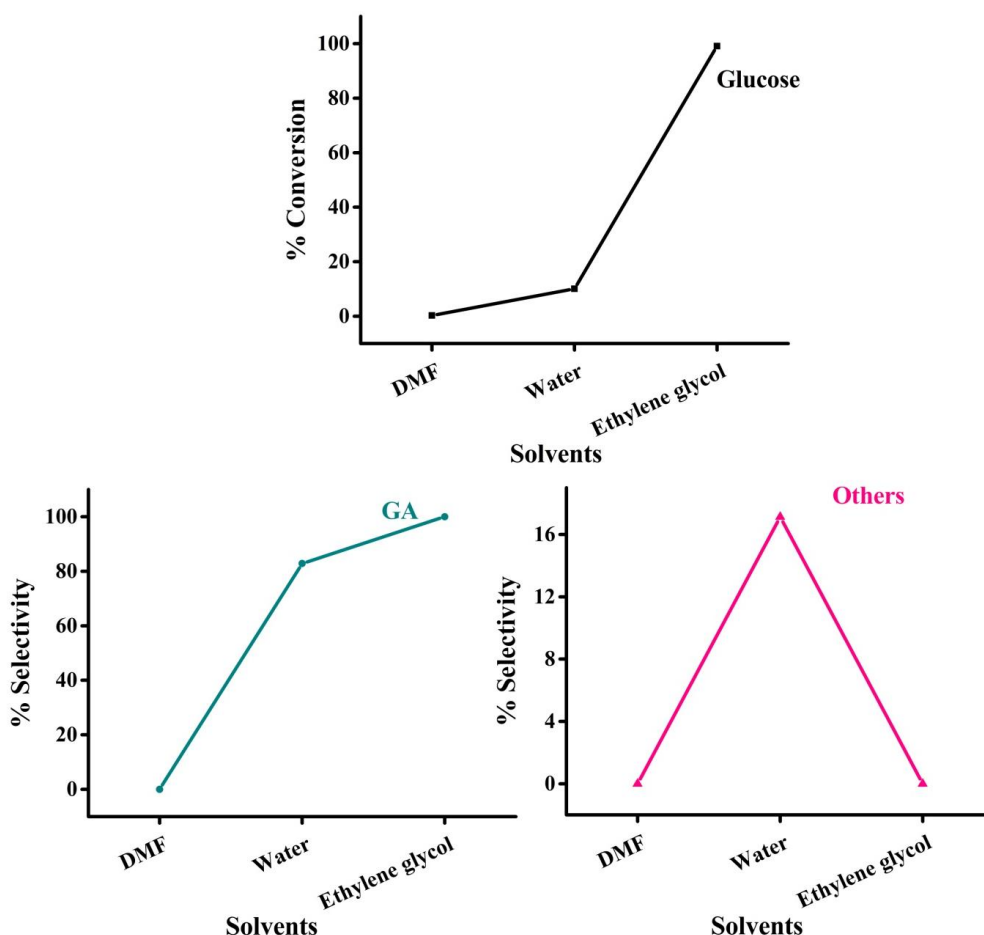 % Conversion
100
80
60
40
20
0
Glucose
DMF
Water
Ethylene glycol
Solvents
% Selectivity
100
80
60
40
20
0
GA
DMF
Water
Ethylene glycol
Solvents
% Selectivity
16
12
8
4
0
Others
DMF
Water
Ethylene glycol
Solvents